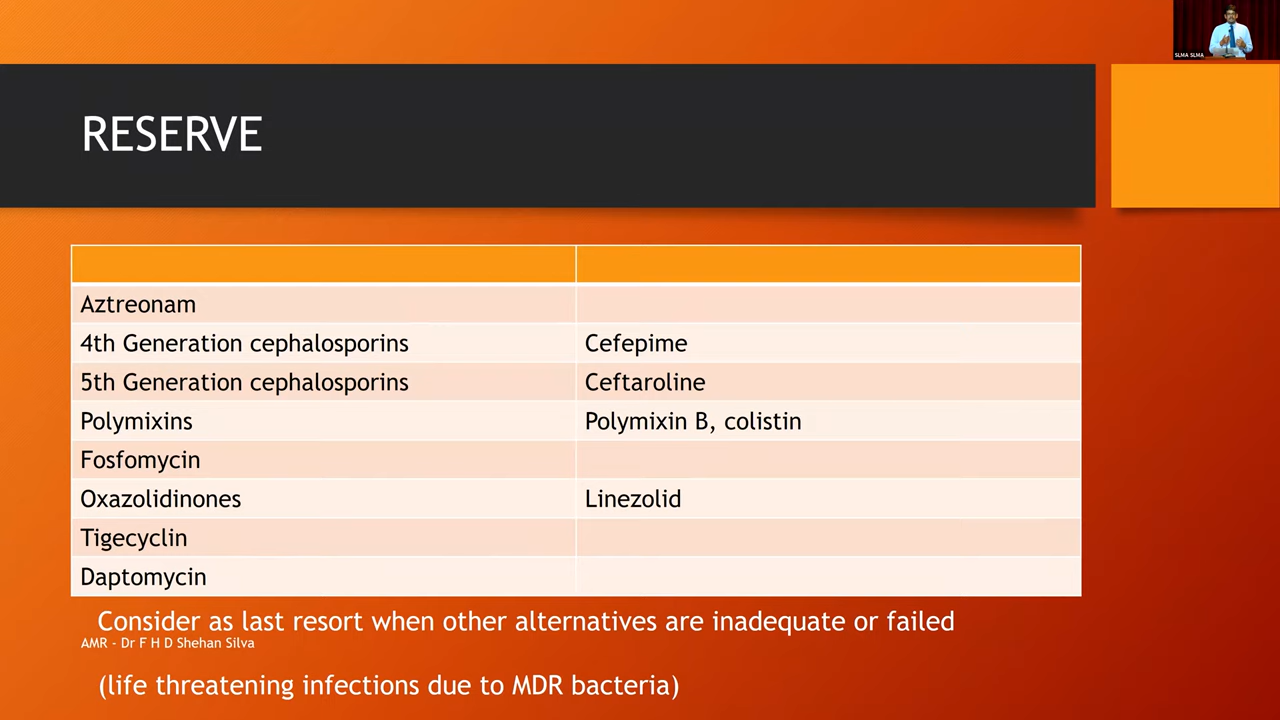 SLMA SLMA
RESERVE
Aztreonam
4th Generation cephalosporins Cefepime
5th Generation cephalosporins Ceftaroline
Polymixins Polymixin B, colistin
Fosfomycin
Oxazolidinones Linezolid
Tigecyclin
Daptomycin
Consider as last resort when other alternatives are inadequate or failed
AMR - Dr F H D Shehan Silva
(life threatening infections due to MDR bacteria)